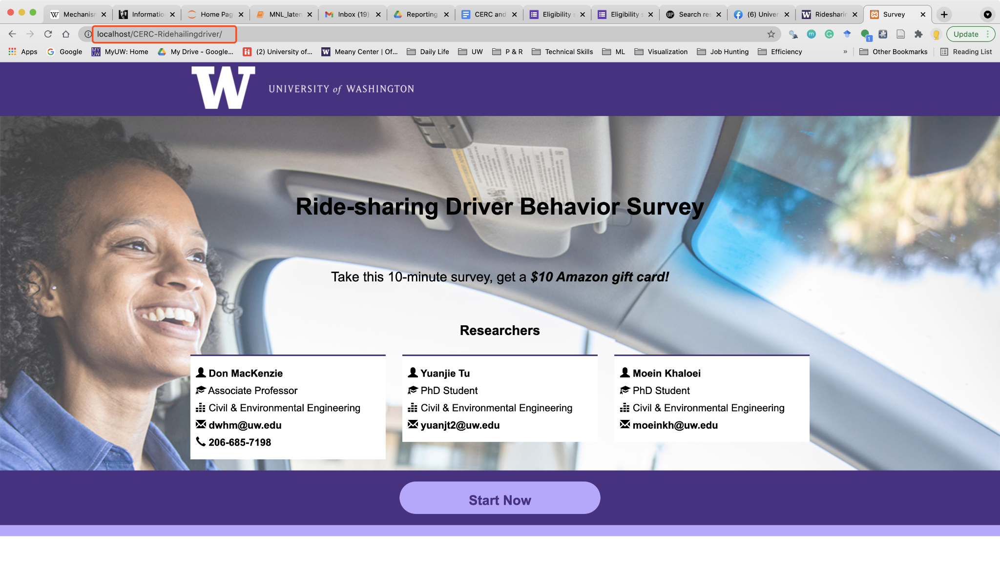 Mechanis
Informatio
Home Pag
MNL_laten
Inbox (19)
Reporting
CERC and
Eligibility s
Eligibility s
Search res
(6) Univer
Ridesharin
Survey
localhost/CERC-Ridehailingdriver/
1
Update
Apps
Google
MyUW: Home
My Drive - Google...
(2) University of...
Meany Center | Of...
Daily Life
UW
P & R
Technical Skills
ML
Visualization
Job Hunting
Efficiency
»
Other Bookmarks
Reading List
W
UNIVERSITY of WASHINGTON
Ride-sharing Driver Behavior Survey
Take this 10-minute survey, get a $10 Amazon gift card!
Researchers
Don MacKenzie
Associate Professor
Civil & Environmental Engineering
dwhm@uw.edu
206-685-7198
Yuanjie Tu
PhD Student
Civil & Environmental Engineering
yuanjt2@uw.edu
Moein Khaloei
PhD Student
Civil & Environmental Engineering
moeinkh@uw.edu
Start Now